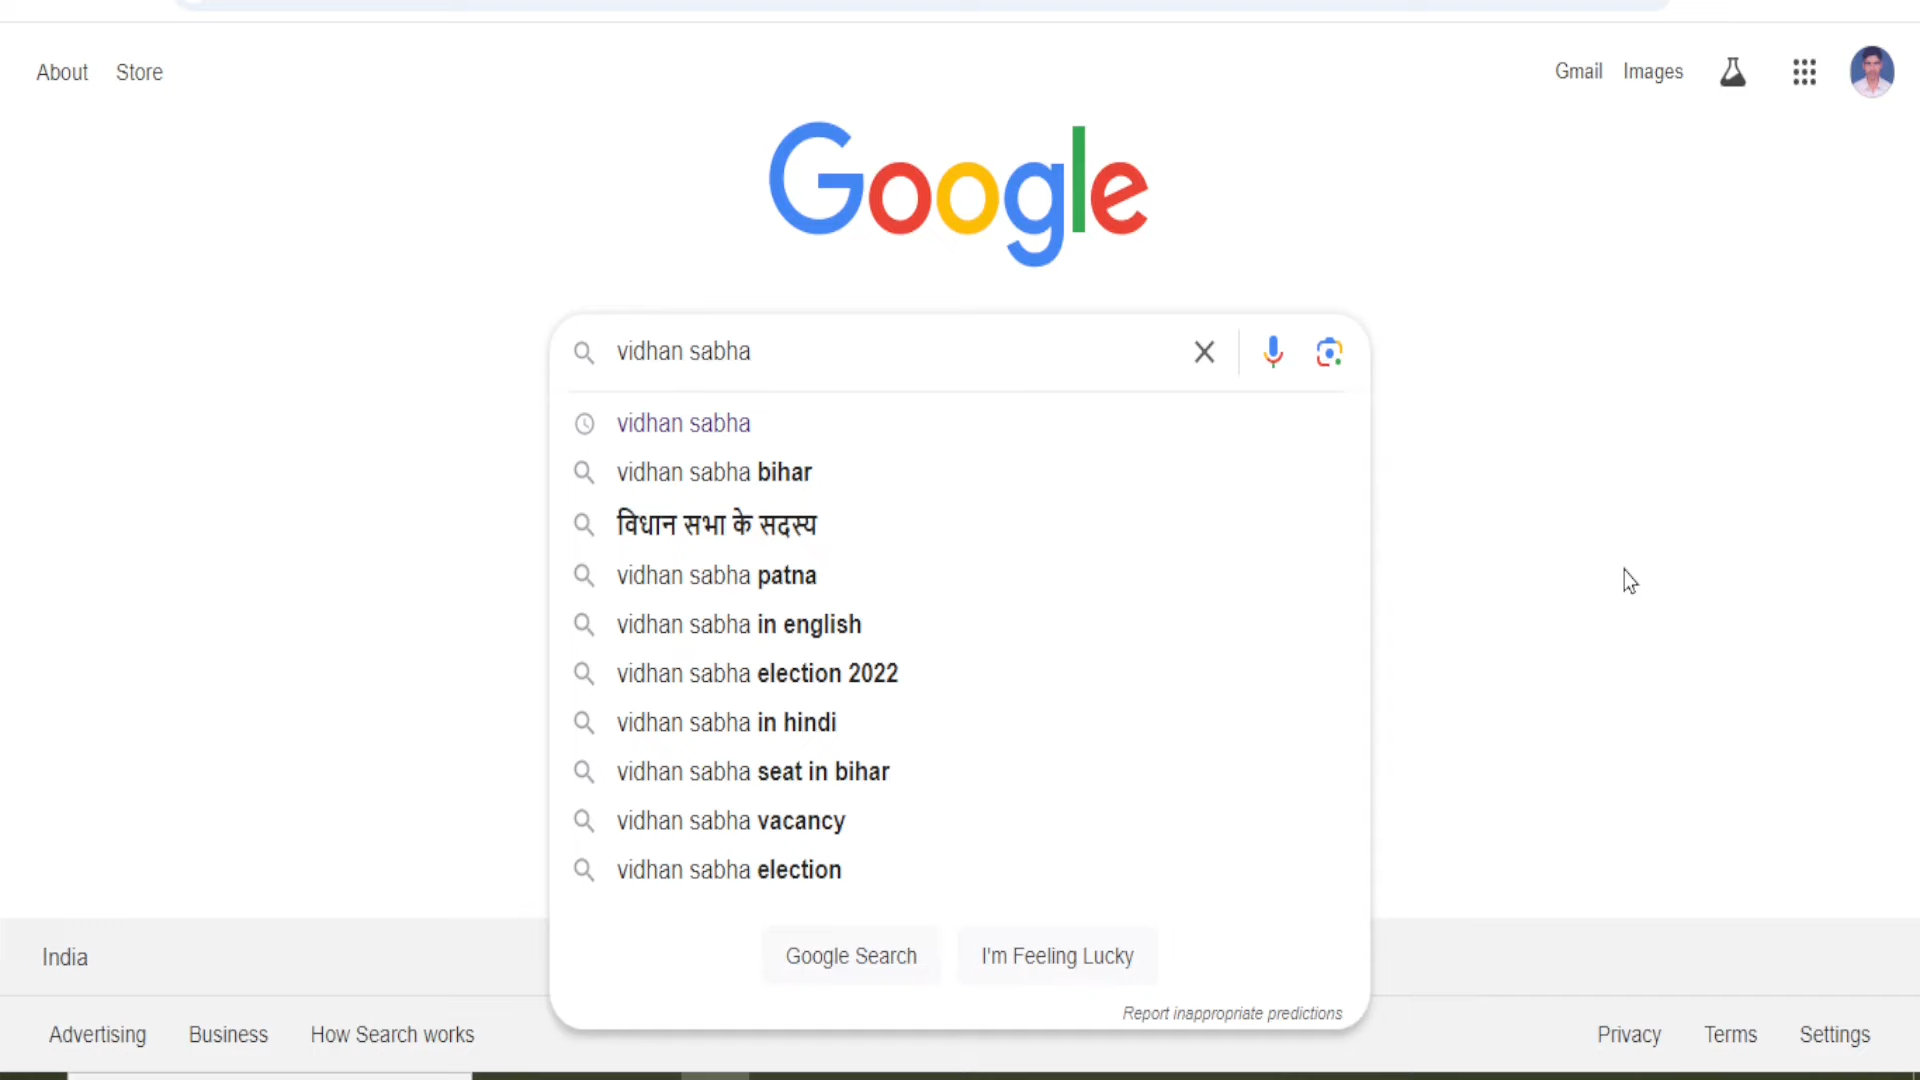 About Store
Gmail Images
Google
vidhan sabha
vidhan sabha
vidhan sabha bihar
विधान सभा के सदस्य
vidhan sabha patna
vidhan sabha in english
vidhan sabha election 2022
vidhan sabha in hindi
vidhan sabha seat in bihar
vidhan sabha vacancy
vidhan sabha election
Google Search I'm Feeling Lucky
Report inappropriate predictions
India
Advertising Business How Search works
Privacy Terms Settings